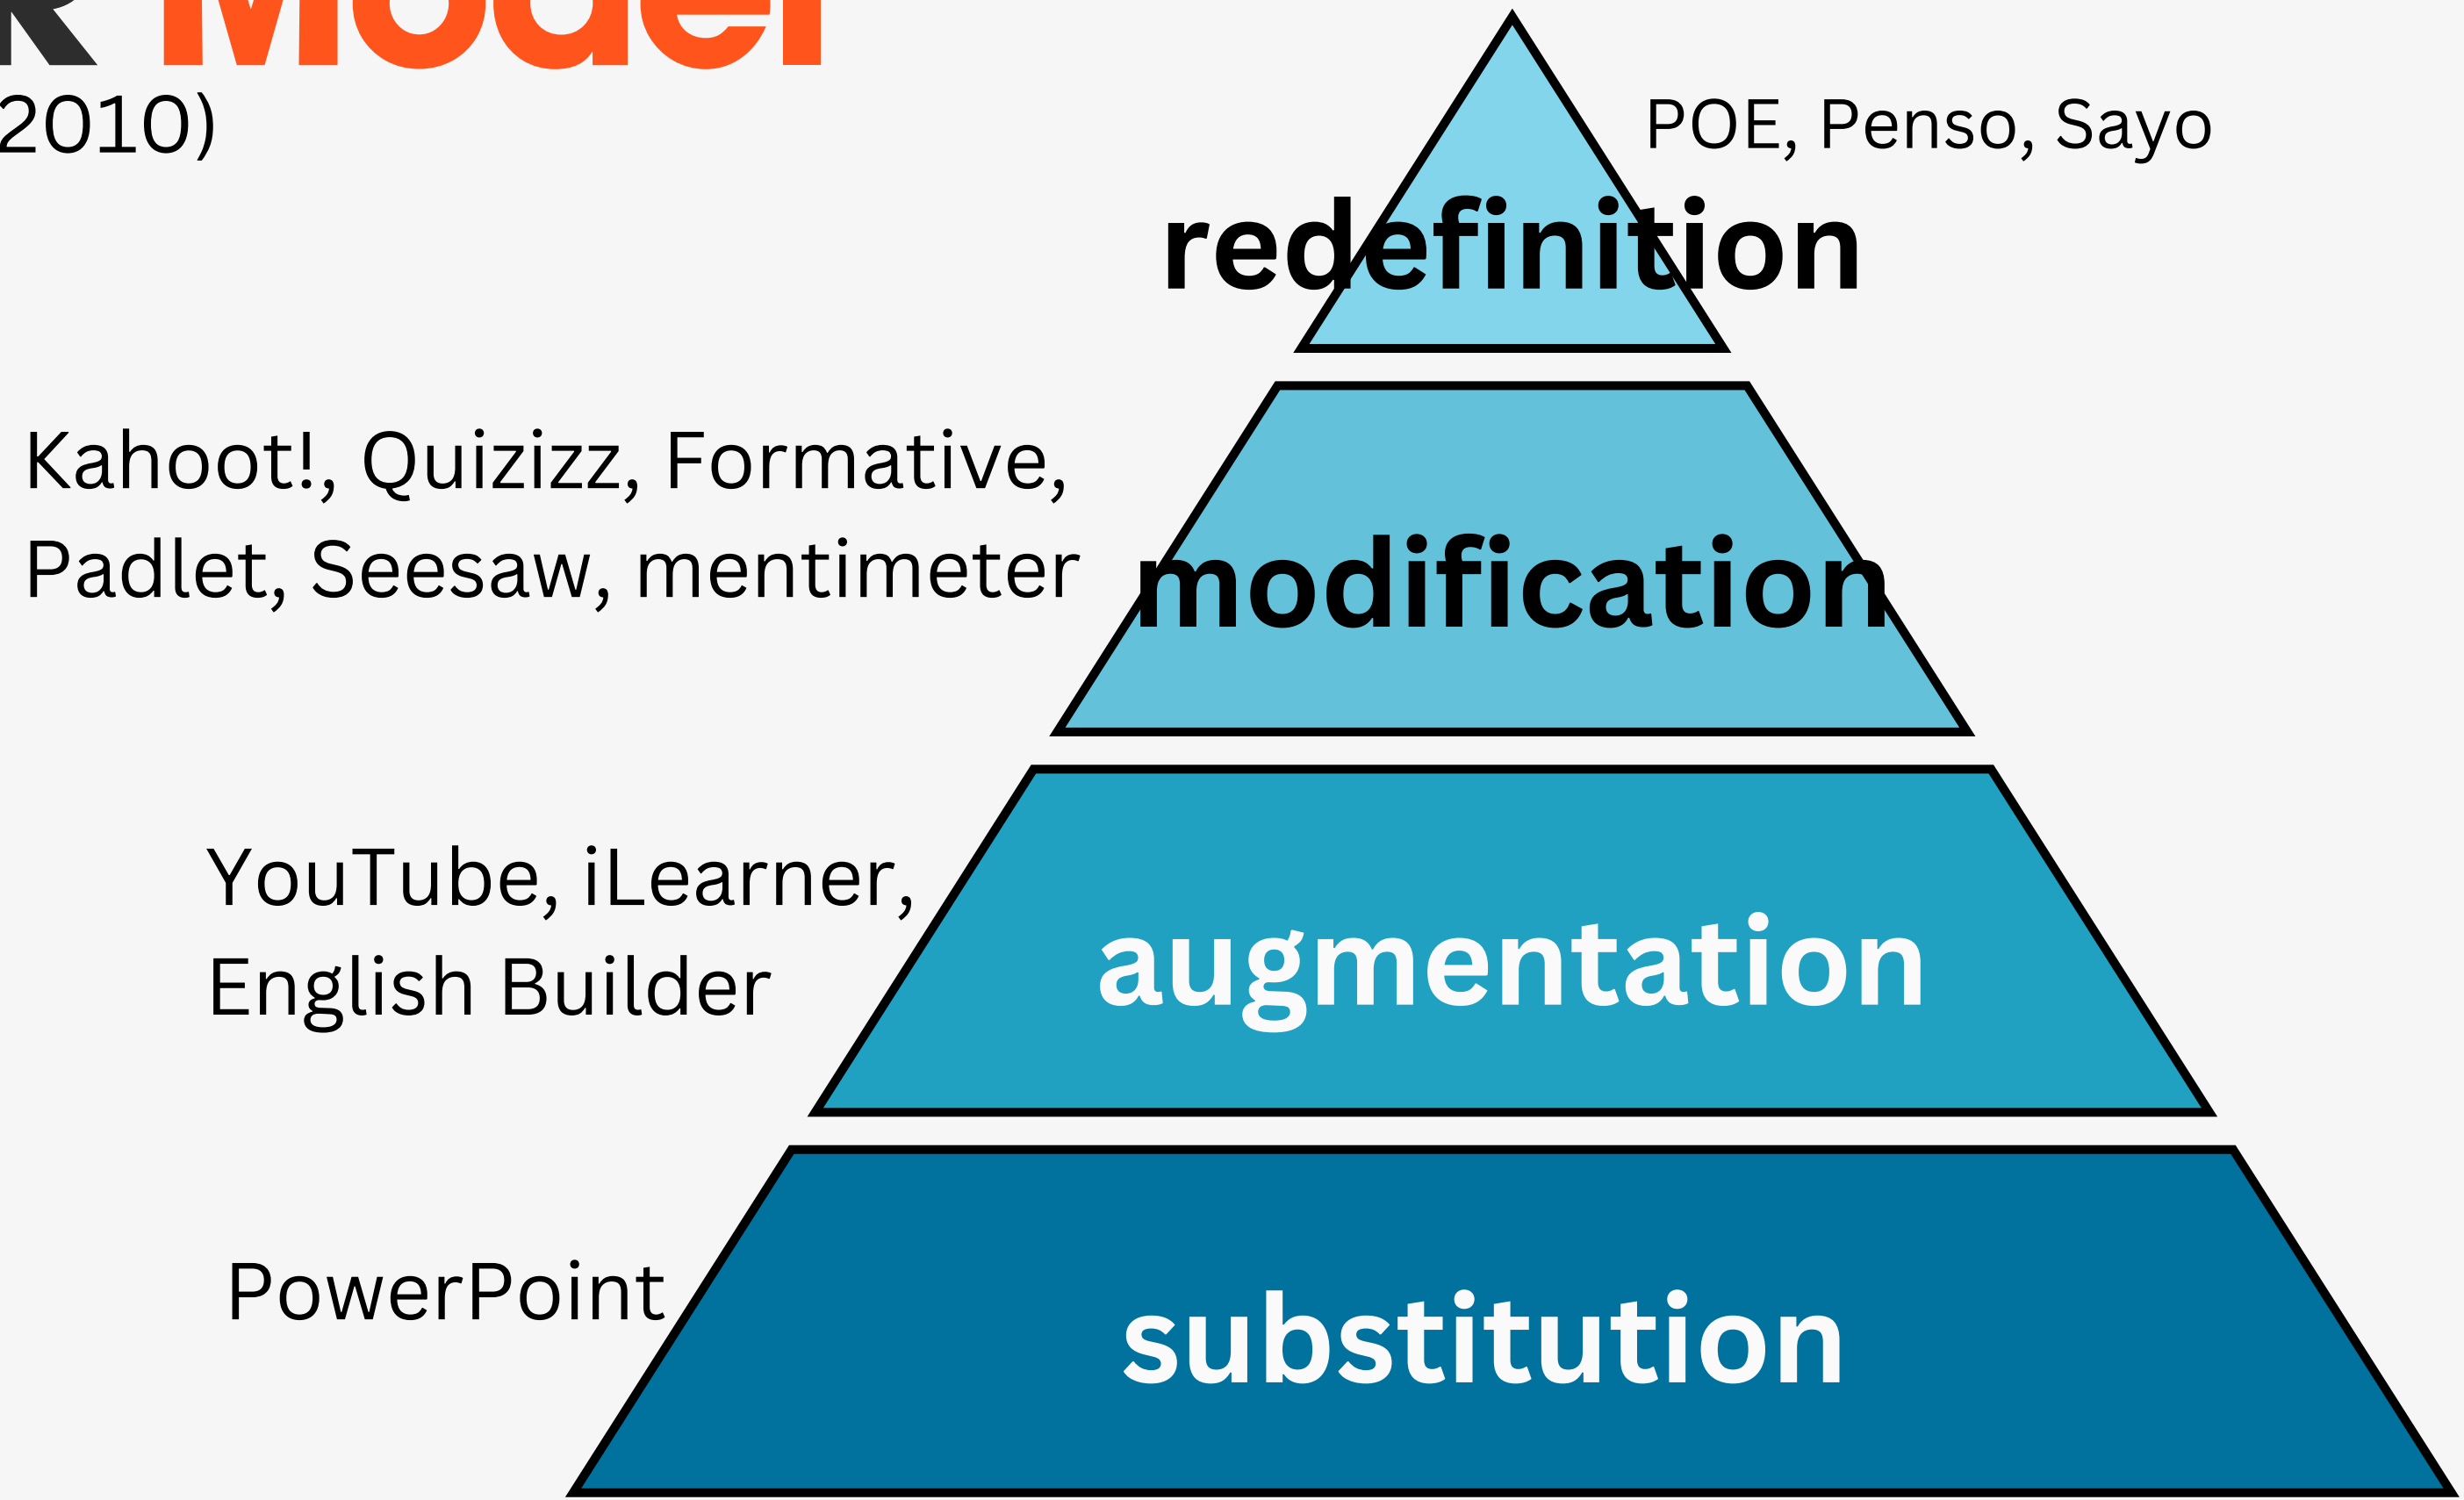 R Model
2010)
POE, Penso, Sayo
redefinition
Kahoot!, Quizizz, Formative,
Padlet, Seesaw, mentimeter
modification
YouTube, iLearner,
English Builder
augmentation
PowerPoint
substitution